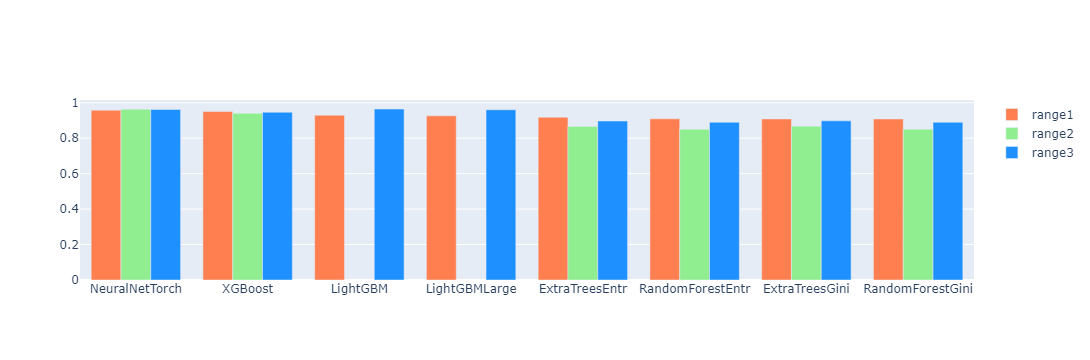 1
0.8
0.6
0.4
0.2
0
NeuralNetTorch XGBoost LightGBM LightGBMLarge ExtraTreesEntr RandomForestEntr ExtraTreesGini RandomForestGini
range1
range2
range3